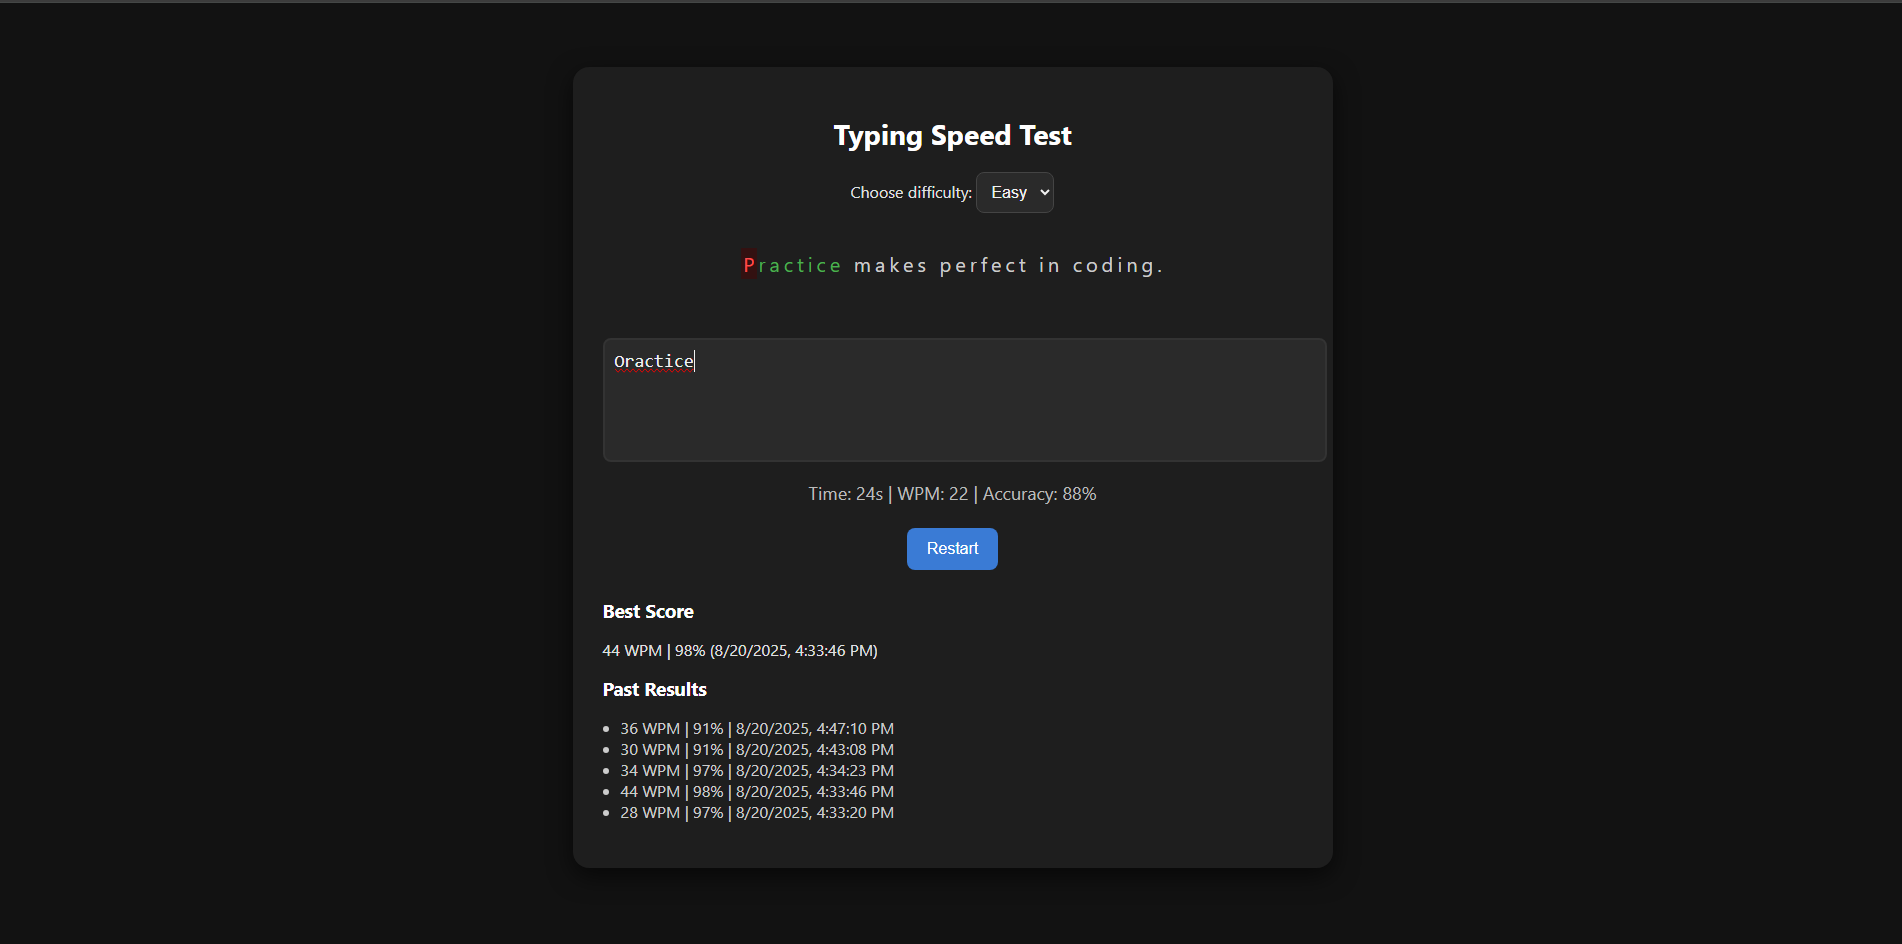 Typing Speed Test
Choose difficulty: Easy
Practice makes perfect in coding.
Oractice
Time: 24s | WPM: 22 | Accuracy: 88%
Restart
Best Score
44 WPM | 98% (8/20/2025, 4:33:46 PM)
Past Results
36 WPM | 91% | 8/20/2025, 4:47:10 PM
30 WPM | 91% | 8/20/2025, 4:43:08 PM
34 WPM | 97% | 8/20/2025, 4:34:23 PM
44 WPM | 98% | 8/20/2025, 4:33:46 PM
28 WPM | 97% | 8/20/2025, 4:33:20 PM